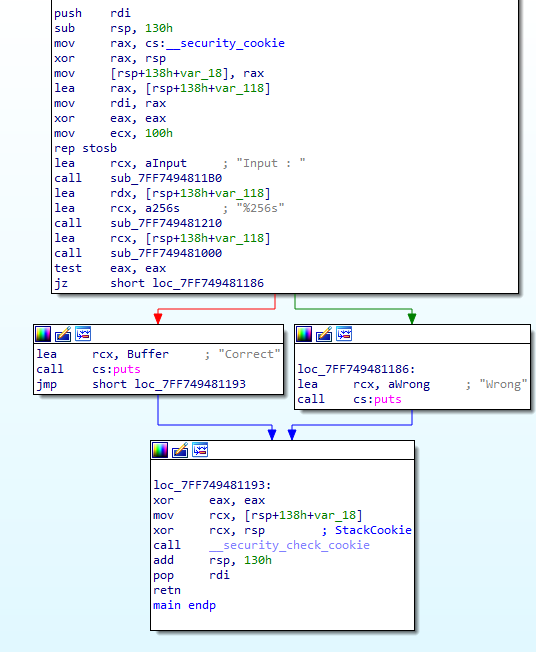 push    rdi
sub     rsp, 130h
mov     rax, cs:__security_cookie
xor     rax, rsp
mov     [rsp+138h+var_18], rax
lea     rax, [rsp+138h+var_118]
mov     rdi, rax
xor     eax, eax
mov     ecx, 100h
rep stosb
lea     rcx, aInput     ; "Input : "
call    sub_7FF7494811B0
lea     rdx, [rsp+138h+var_118]
lea     rcx, a256s      ; "%256s"
call    sub_7FF749481210
lea     rcx, [rsp+138h+var_118]
call    sub_7FF749481000
test    eax, eax
jz      short loc_7FF749481186
lea     rcx, Buffer     ; "Correct"
call    cs:puts
jmp     short loc_7FF749481193
loc_7FF749481186:
lea     rcx, aWrong     ; "Wrong"
call    cs:puts
loc_7FF749481193:
xor     eax, eax
mov     rcx, [rsp+138h+var_18]
xor     rcx, rsp        ; StackCookie
call    __security_check_cookie
add     rsp, 130h
pop     rdi
retn
main endp